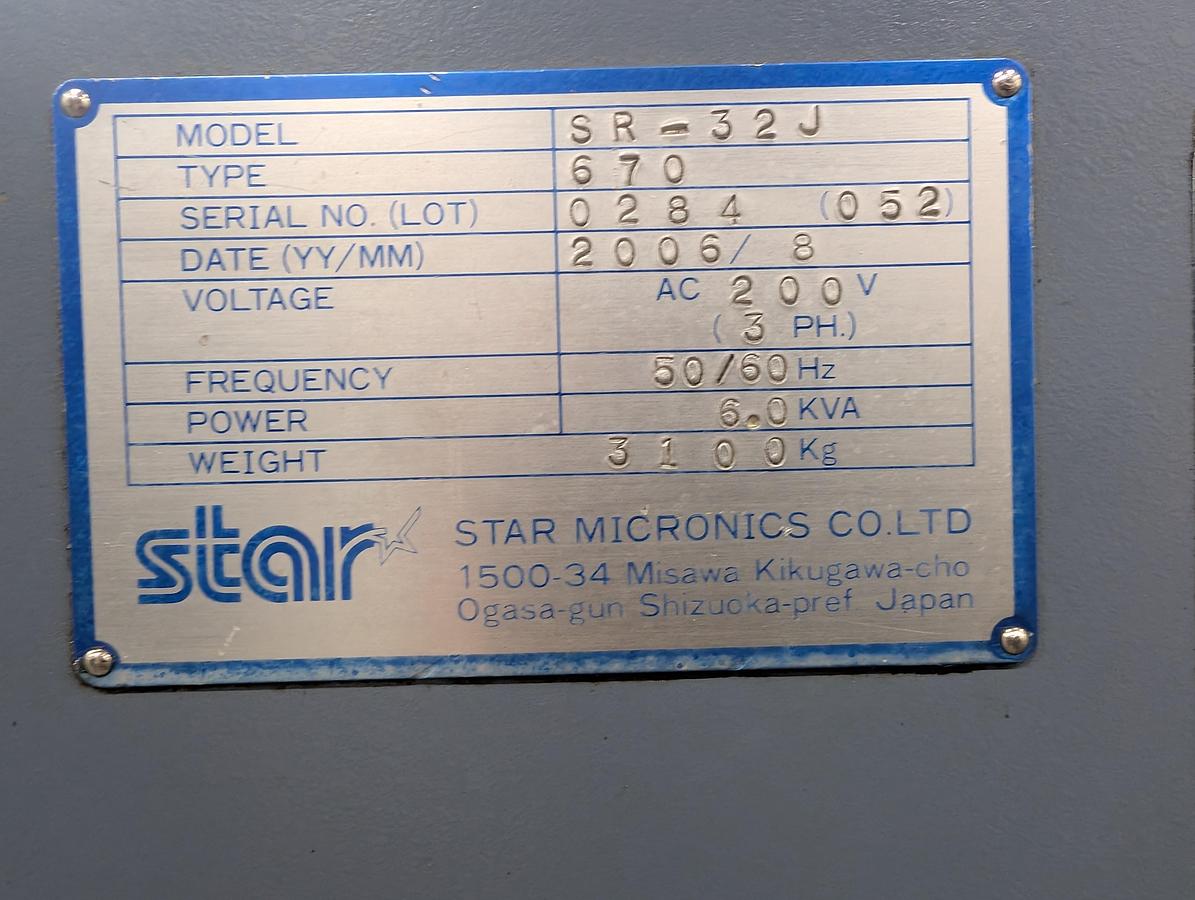 MODEL SR-32J
TYPE 670
SERIAL NO. (LOT) 0284 (052)
DATE (YY/MM) 2006/ 8
VOLTAGE AC 200V
(3 PH.)
FREQUENCY 50/60Hz
POWER 6.0KVA
WEIGHT 3100Kg
star
STAR MICRONICS CO.LTD
1500-34 Misawa Kikugawa-cho
Ogasa-gun Shizuoka-pref Japan